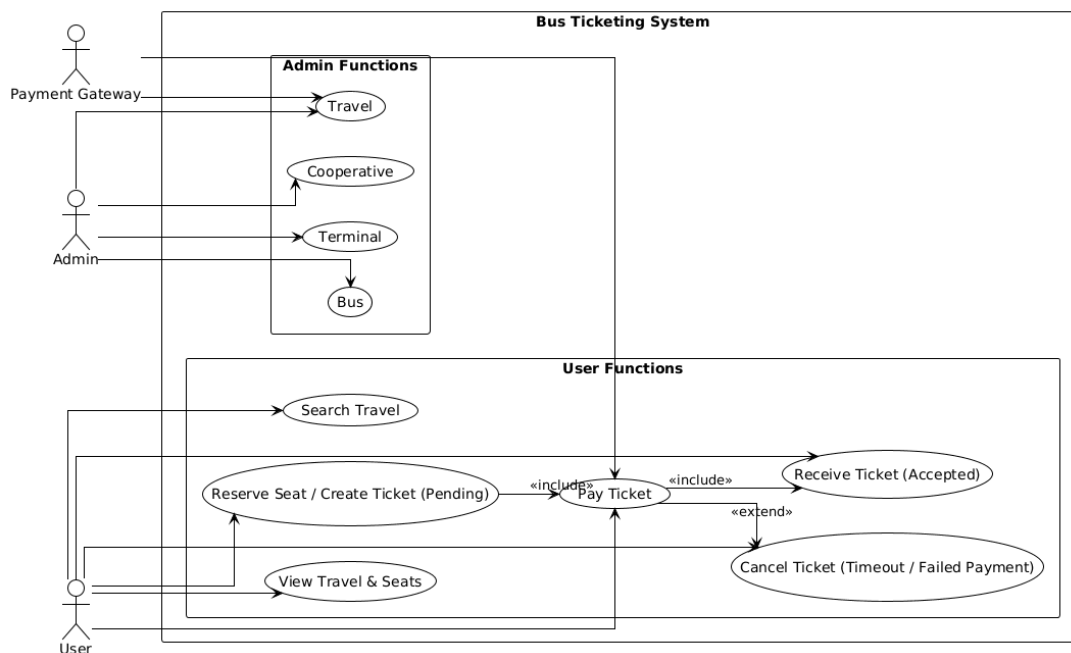 Bus Ticketing System
Admin Functions
Payment Gateway
Travel
Cooperative
Terminal
Admin
Bus
User Functions
Search Travel
Receive Ticket (Accepted)
«include»
«include»
Reserve Seat / Create Ticket (Pending)
Pay Ticket
«extend»
Cancel Ticket (Timeout / Failed Payment)
View Travel & Seats
User